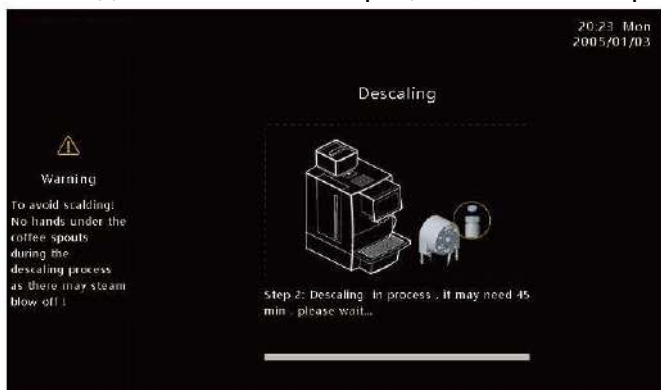 20:23 Mon
2005/01/03
Descaling
Warning
To avoid scalding!
No hands under the
coffee spouts
during the
descaling process
as there may steam
blow off !
Step 2: Descaling in process , it may need 45
min , please wait...